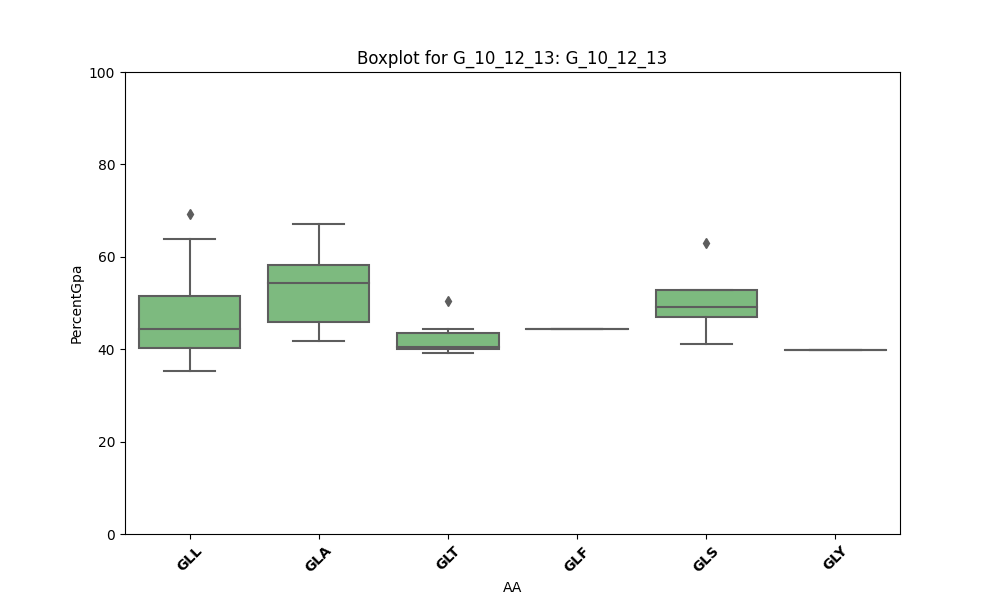 Boxplot for G_10_12_13: G_10_12_13
100
80
60
40
20
0
PercentGpa
GLL
GLA
GLT
GLF
GLS
GLY
AA